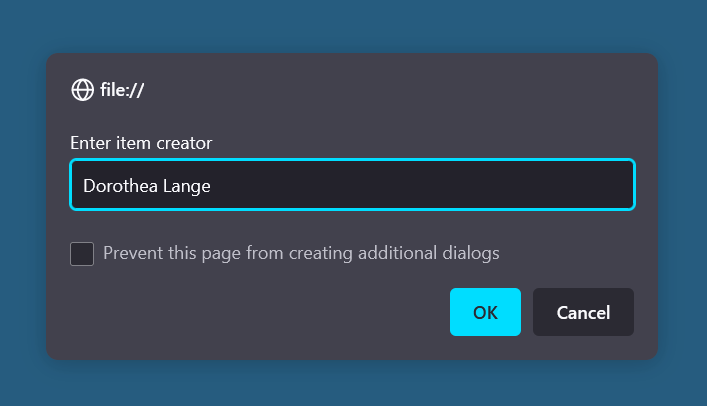 file://
Enter item creator
Dorothea Lange
Prevent this page from creating additional dialogs
OK
Cancel